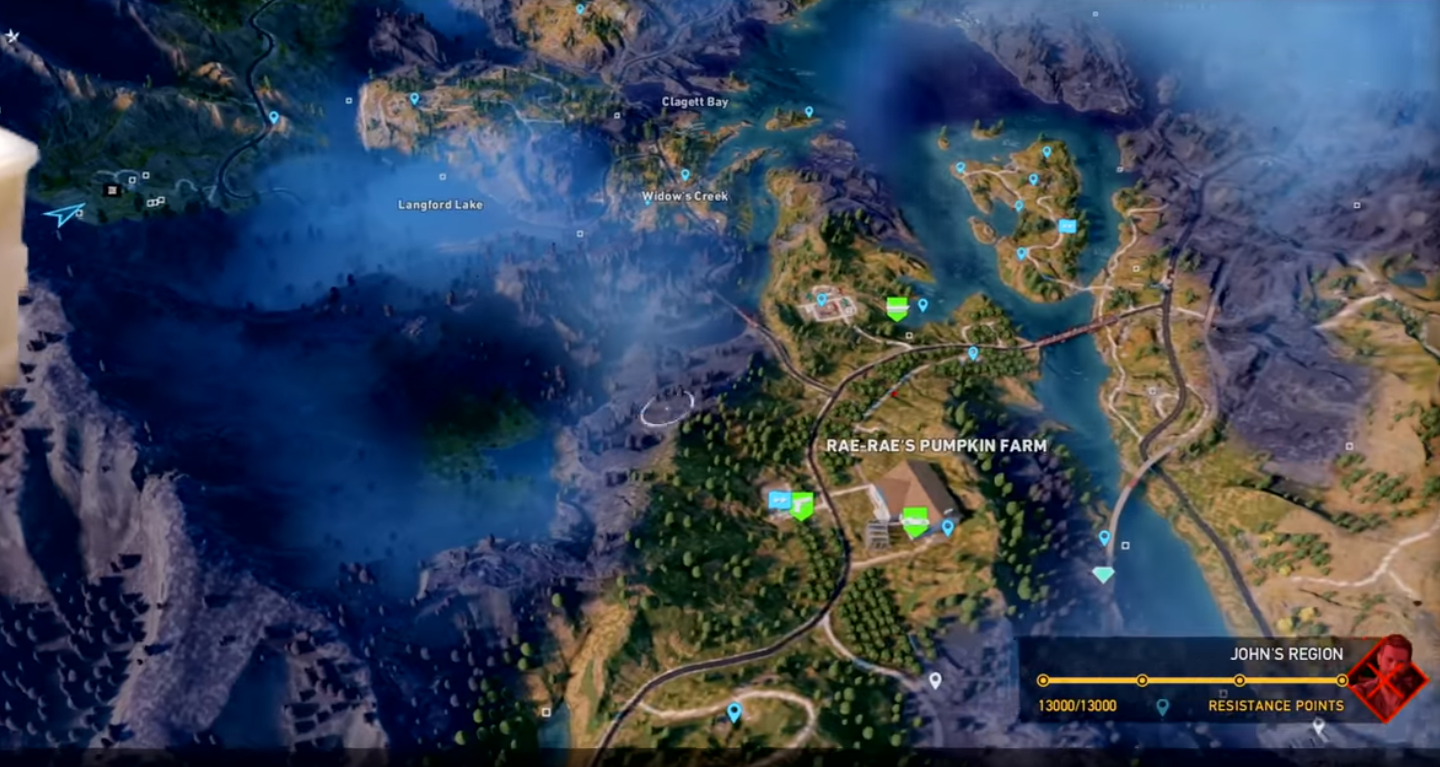 Clagett Bay
Widow's Creek
Langford Lake
RAE-RAE'S PUMPKIN FARM
JOHN'S REGION
13000/13000
RESISTANCE POINTS